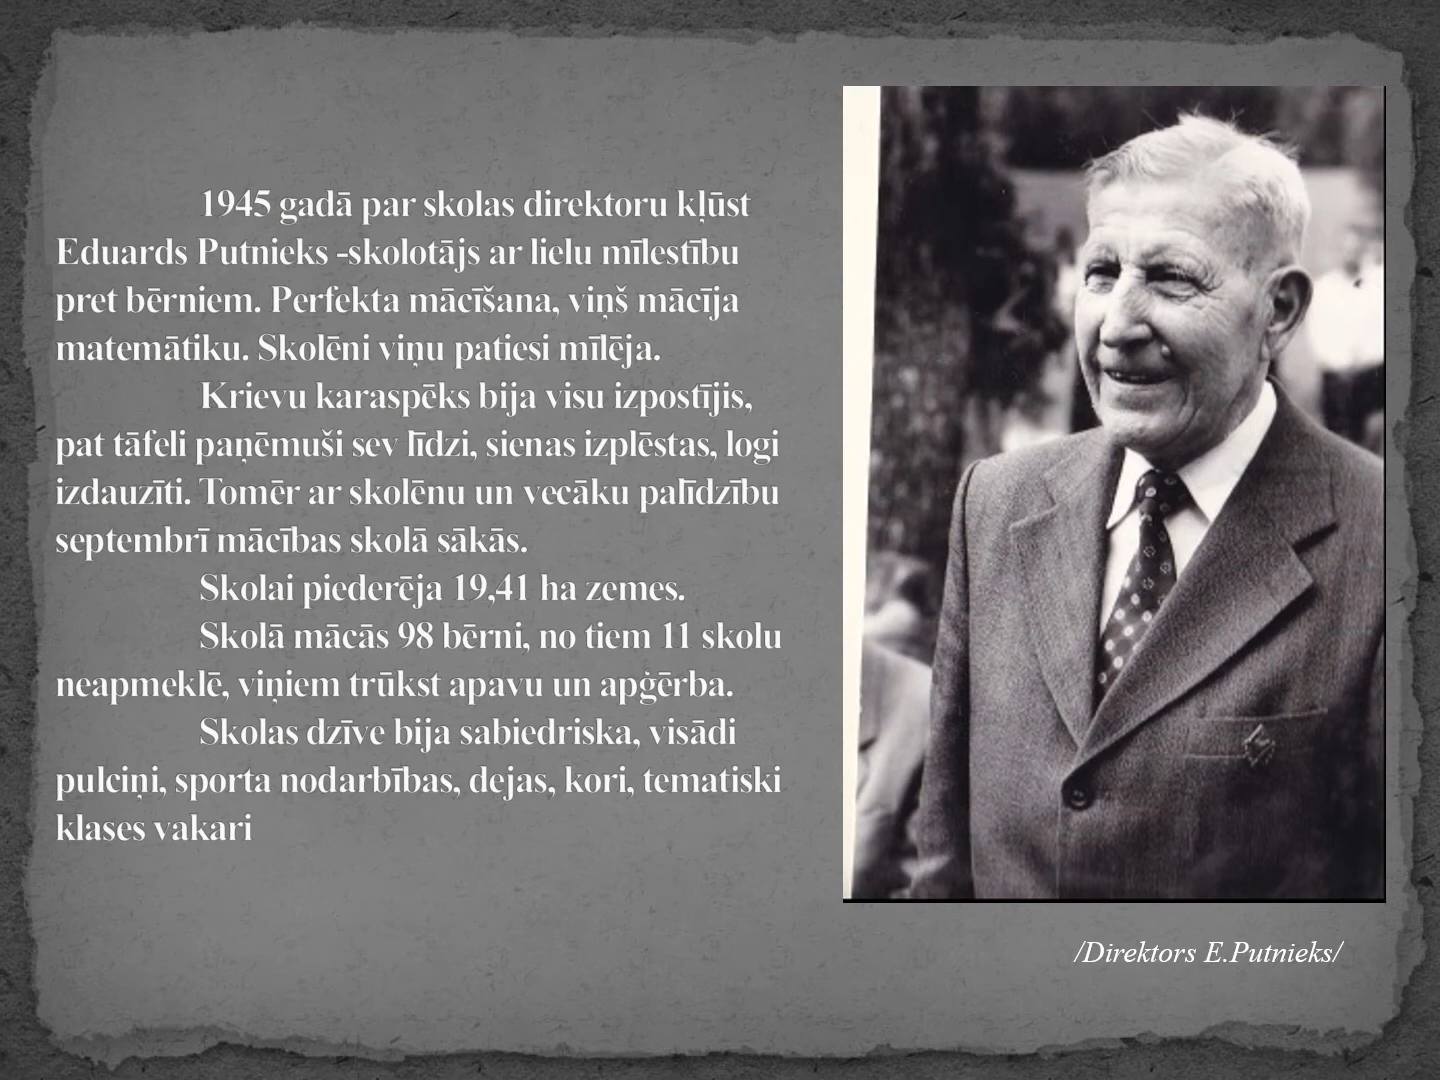 1945 gadā par skolas direktoru kļūst
Eduards Putnieks -skolotājs ar lielu mīlestību
pret bērniem. Perfekta mācīšana, viņš mācīja
matemātiku. Skolēni viņu patiesi mīlēja.
Krievu karaspēks bija visu izpostījis,
pat tāfeli paņēmuši sev līdzi, sienas izplēstas, logi
izdauzīti. Tomēr ar skolēnu un vecāku palīdzību
septembrī mācības skolā sākās.
Skolai piederēja 19,41 ha zemes.
Skolā mācās 98 bērni, no tiem 11 skolu
neapmeklē, viņiem trūkst apavu un apģērba.
Skolas dzīve bija sabiedriska, visādi
pulciņi, sporta nodarbības, dejas, kori, tematiski
klases vakari
/Direktors E.Putnieks/